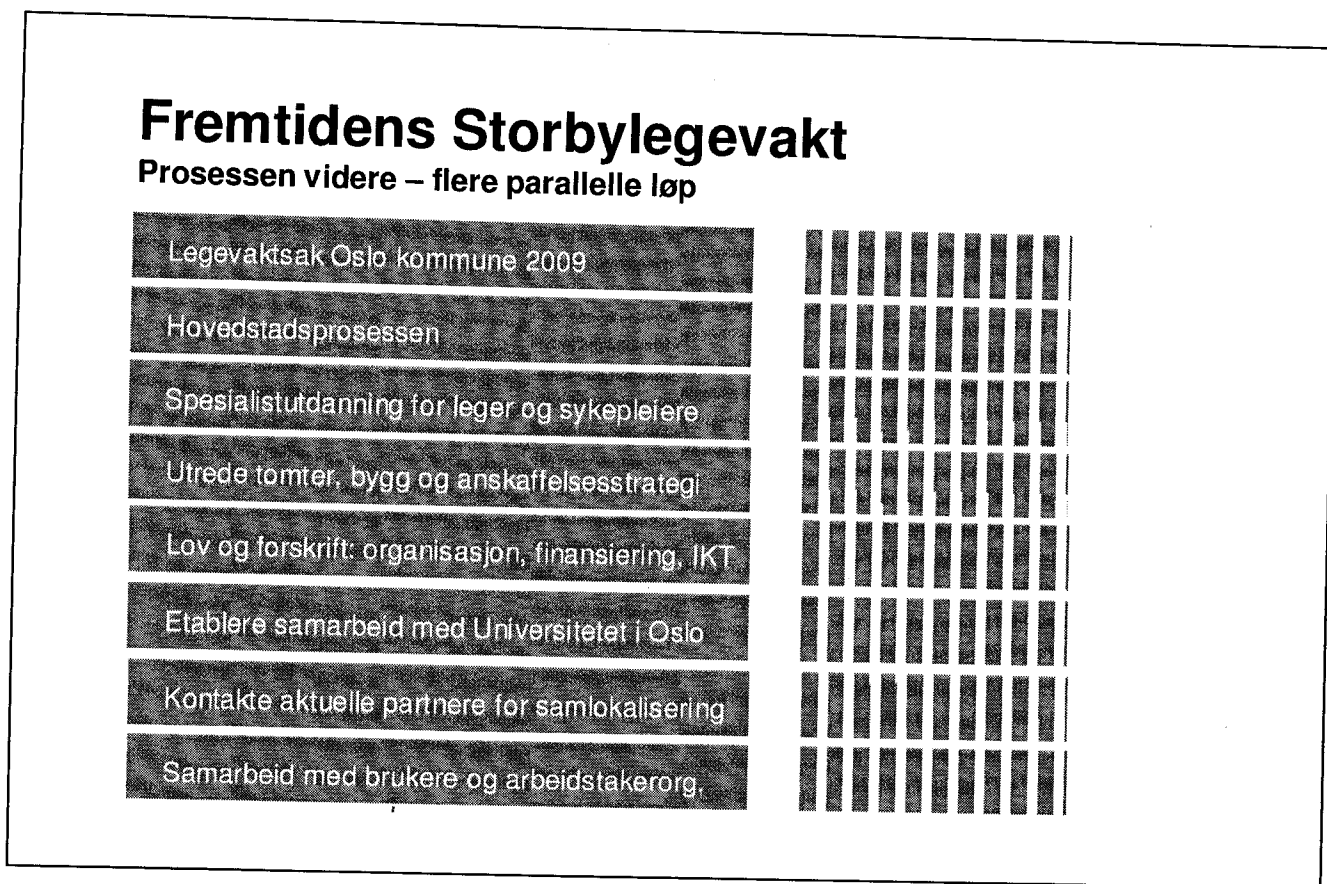 Fremtidens Storbylegevakt
Prosessen videre – flere parallelle løp
Legevaktsak Oslo kommune 2009
Hovedstadsprosessen
Spesialistutdanning for leger og sykepleiere
Utrede tomter, bygg og anskaffelsesstrategi
Lov og forskrift: organisasjon, finansiering, IKT
Etablere samarbeid med Universitetet i Oslo
Kontakte aktuelle partnere for samlokalisering
Samarbeid med brukere og arbeidstakerorg.